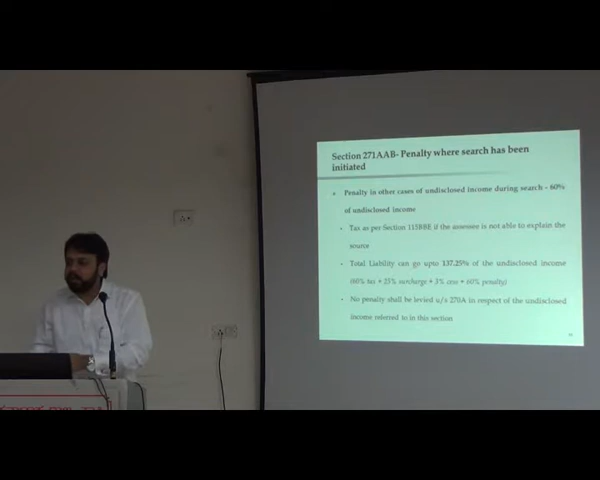 Section 271AAB- Penalty where search has been
initiated
Penalty in other cases of undisclosed income during search - 60%
of undisclosed income
Tax as per Section 115BBE if the assessee is not able to explain the
source
Total Liability can go upto 137.25% of the undisclosed income
(60% tax + 25% surcharge + 3% cess + 60% penalty)
No penalty shall be levied u/s 270A in respect of the undisclosed
income referred to in this section